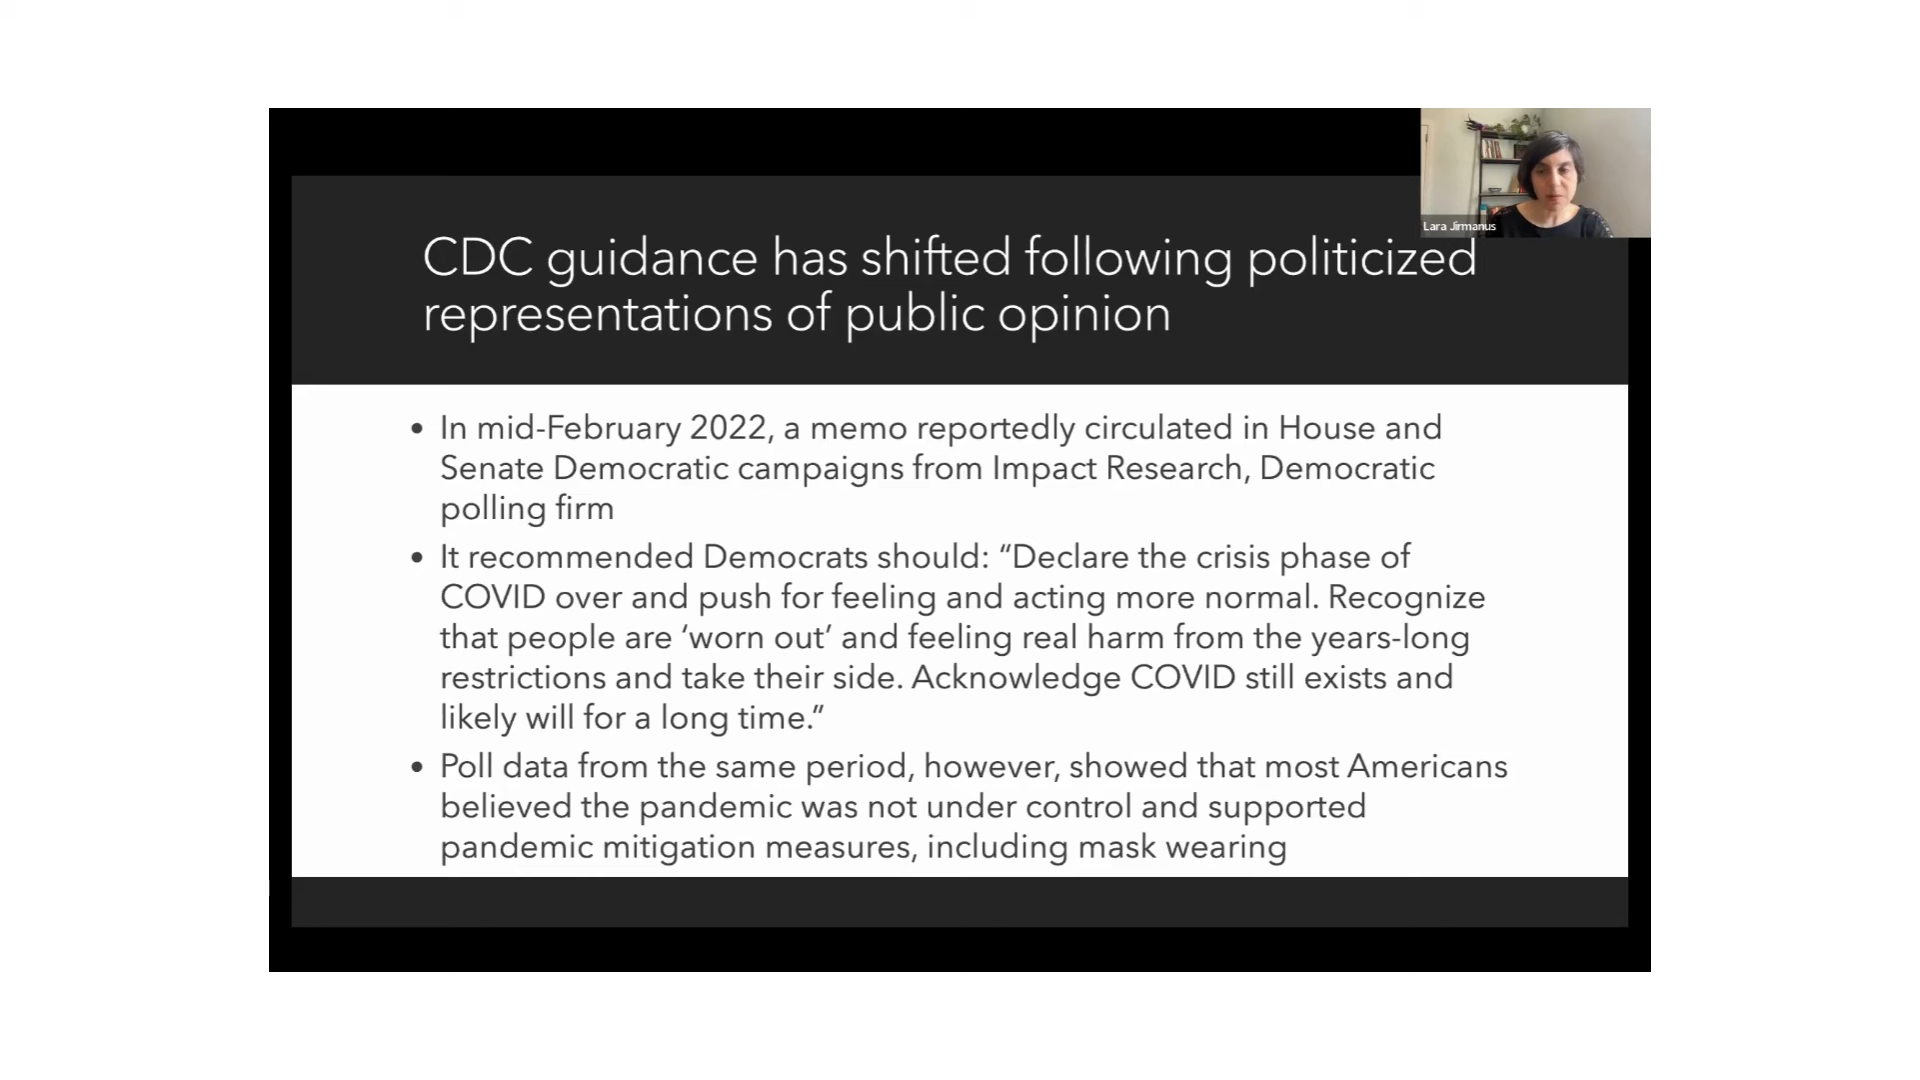 Lara Jirmanus
CDC guidance has shifted following politicized
representations of public opinion
• In mid-February 2022, a memo reportedly circulated in House and
Senate Democratic campaigns from Impact Research, Democratic
polling firm
• It recommended Democrats should: “Declare the crisis phase of
COVID over and push for feeling and acting more normal. Recognize
that people are ‘worn out’ and feeling real harm from the years-long
restrictions and take their side. Acknowledge COVID still exists and
likely will for a long time.”
• Poll data from the same period, however, showed that most Americans
believed the pandemic was not under control and supported
pandemic mitigation measures, including mask wearing